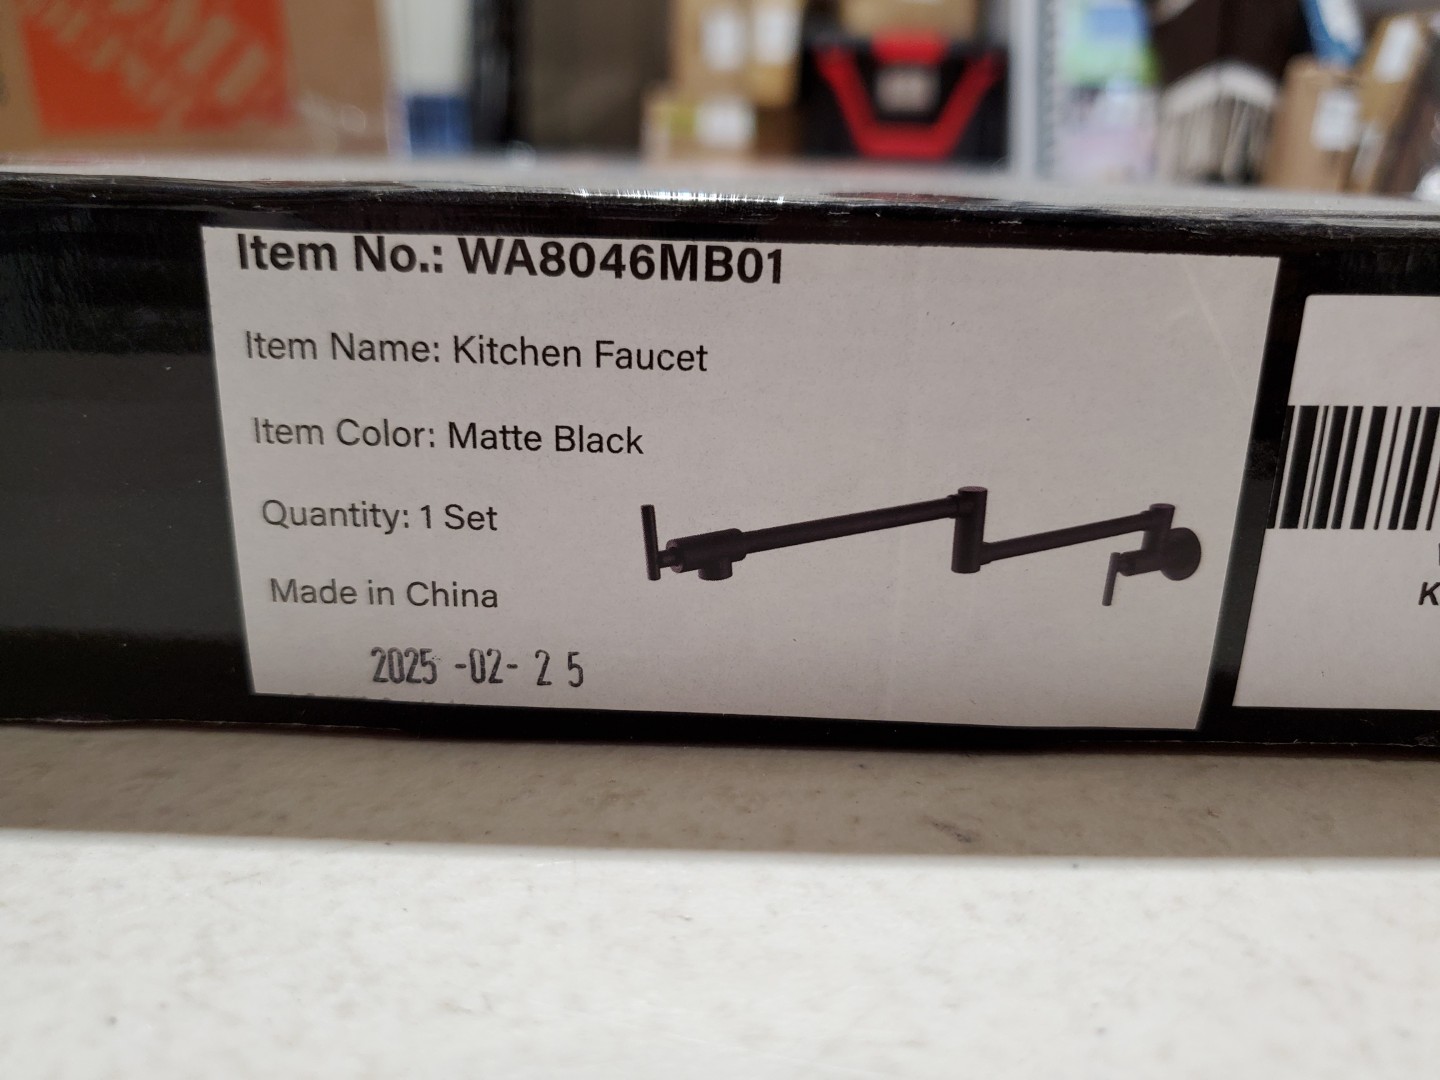 Item No.: WA8046MB01
Item Name: Kitchen Faucet
Item Color: Matte Black
Quantity: 1 Set
Made in China
2025 -02- 2 5
K